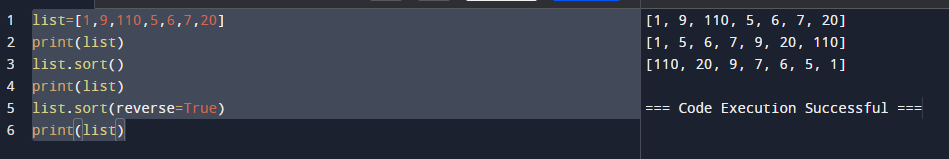 1 list=[1,9,110,5,6,7,20]
2 print(list)
3 list.sort()
4 print(list)
5 list.sort(reverse=True)
6 print(list)
[1, 9, 110, 5, 6, 7, 20]
[1, 5, 6, 7, 9, 20, 110]
[110, 20, 9, 7, 6, 5, 1]
=== Code Execution Successful ===